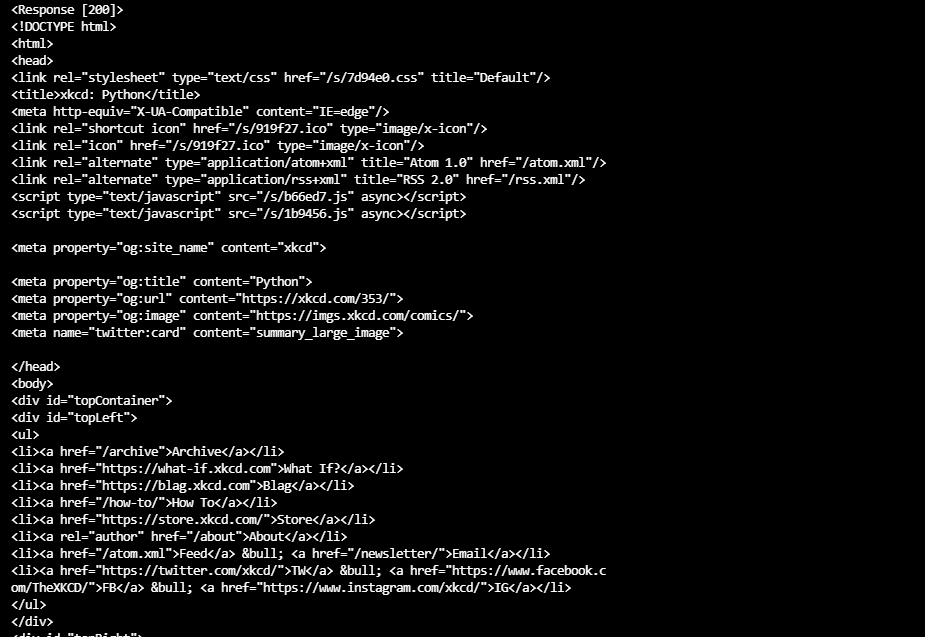 <Response [200]>
<!DOCTYPE html>
<html>
<head>
<link rel="stylesheet" type="text/css" href="/s/7d94e0.css" title="Default"/>
<title>xkcd: Python</title>
<meta http-equiv="X-UA-Compatible" content="IE=edge"/>
<link rel="shortcut icon" href="/s/919f27.ico" type="image/x-icon"/>
<link rel="icon" href="/s/919f27.ico" type="image/x-icon"/>
<link rel="alternate" type="application/atom+xml" title="Atom 1.0" href="/atom.xml"/>
<link rel="alternate" type="application/rss+xml" title="RSS 2.0" href="/rss.xml"/>
<script type="text/javascript" src="/s/b66ed7.js" async></script>
<script type="text/javascript" src="/s/1b9456.js" async></script>
<meta property="og:site_name" content="xkcd">
<meta property="og:title" content="Python">
<meta property="og:url" content="https://xkcd.com/353/">
<meta property="og:image" content="https://imgs.xkcd.com/comics/">
<meta name="twitter:card" content="summary_large_image">
</head>
<body>
<div id="topContainer">
<div id="topLeft">
<ul>
<li><a href="/archive">Archive</a></li>
<li><a href="https://what-if.xkcd.com">What If?</a></li>
<li><a href="https://blag.xkcd.com">Blag</a></li>
<li><a href="/how-to/">How To</a></li>
<li><a href="https://store.xkcd.com/">Store</a></li>
<li><a rel="author" href="/about">About</a></li>
<li><a href="/atom.xml">Feed</a> &bull; <a href="/newsletter/">Email</a></li>
<li><a href="https://twitter.com/xkcd/">TW</a> &bull; <a href="https://www.facebook.c
om/TheXKCD/">FB</a> &bull; <a href="https://www.instagram.com/xkcd/">IG</a></li>
</ul>
</div>
<div id="topRight">